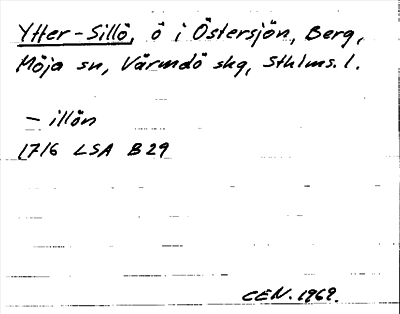 Ytter-Sillö, ö i Östersjön, Berg,
Möja sn, Värmdö skg, Sthlms. l.
- illön
1716 LSA B29
CEN. 1969.